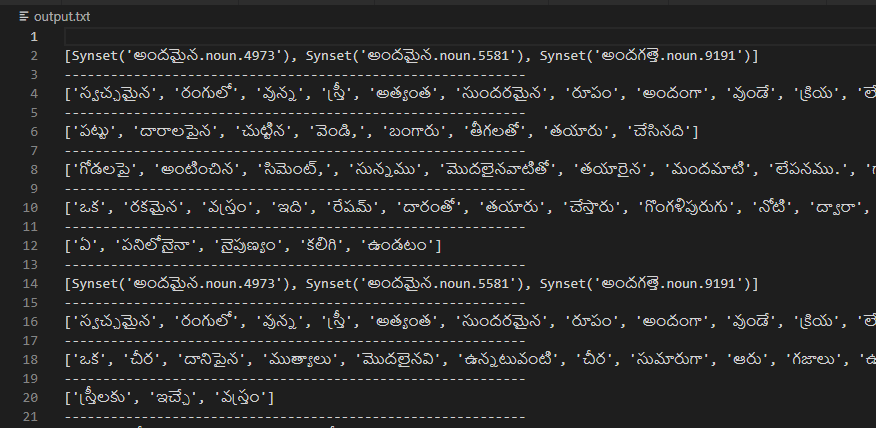 output.txt
1
2 [Synset('అందమైన.noun.4973'), Synset('అందమైన.noun.5581'), Synset('అందగత్తె.noun.9191')]
3 ---------------------------------------------------------
4 ['స్వచ్ఛమైన', 'రంగులో', 'వున్న', 'స్త్రీ', 'అత్యంత', 'సుందరమైన', 'రూపం', 'అందంగా', 'వుండే', 'క్రియ',
5 ---------------------------------------------------------
6 ['పట్టు', 'దారాలపైన', 'చుట్టిన', 'వెండి,', 'బంగారు', 'తీగలతో', 'తయారు', 'చేసినది']
7 ---------------------------------------------------------
8 ['గోడలపై', 'అంటించిన', 'సిమెంట్,', 'సున్నము', 'మొదలైనవాటితో', 'తయారైన', 'మందమాటి', 'లేపనము.',
9 ---------------------------------------------------------
10 ['ఒక', 'రకమైన', 'వస్త్రం', 'ఇది', 'రేషమ్', 'దారంతో', 'తయారు', 'చేస్తారు', 'గొంగళిపురుగు', 'నోటి', 'ద్వారా',
11 ---------------------------------------------------------
12 ['ఏ', 'పనిలోనైనా', 'నైపుణ్యం', 'కలిగి', 'ఉండటం']
13 ---------------------------------------------------------
14 [Synset('అందమైన.noun.4973'), Synset('అందమైన.noun.5581'), Synset('అందగత్తె.noun.9191')]
15 ---------------------------------------------------------
16 ['స్వచ్ఛమైన', 'రంగులో', 'వున్న', 'స్త్రీ', 'అత్యంత', 'సుందరమైన', 'రూపం', 'అందంగా', 'వుండే', 'క్రియ',
17 ---------------------------------------------------------
18 ['ఒక', 'చీర', 'దానిపైన', 'ముత్యాలు', 'మొదలైనవి', 'ఉన్నటువంటి', 'చీర', 'సుమారుగా', 'ఆరు', 'గజాలు',
19 ---------------------------------------------------------
20 ['స్త్రీలకు', 'ఇచ్చే', 'వస్త్రం']
21 ---------------------------------------------------------